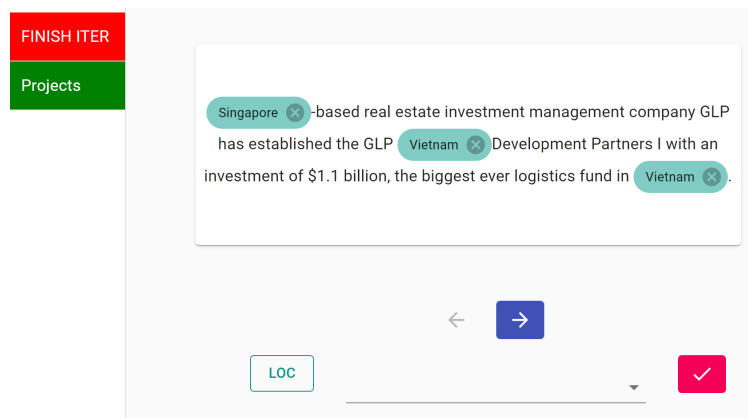 FINISH ITER
Projects
Singapore -based real estate investment management company GLP
has established the GLP Vietnam Development Partners I with an
investment of $1.1 billion, the biggest ever logistics fund in Vietnam .
LOC